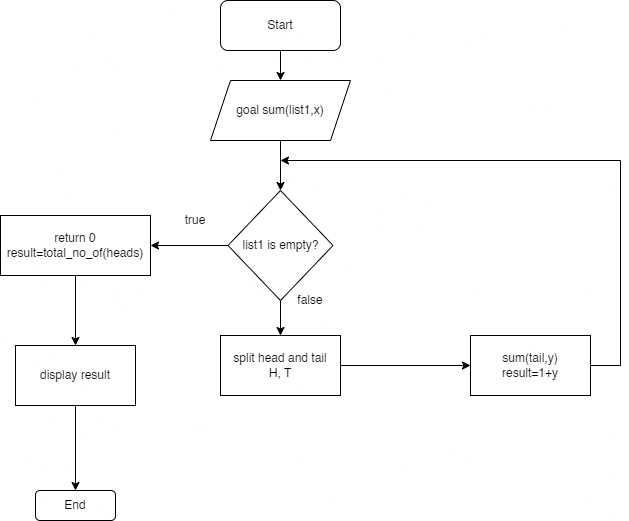 Start
goal sum(list1,x)
true
list1 is empty?
return 0
result=total_no_of(heads)
false
split head and tail
H, T
sum(tail,y)
result=1+y
display result
End